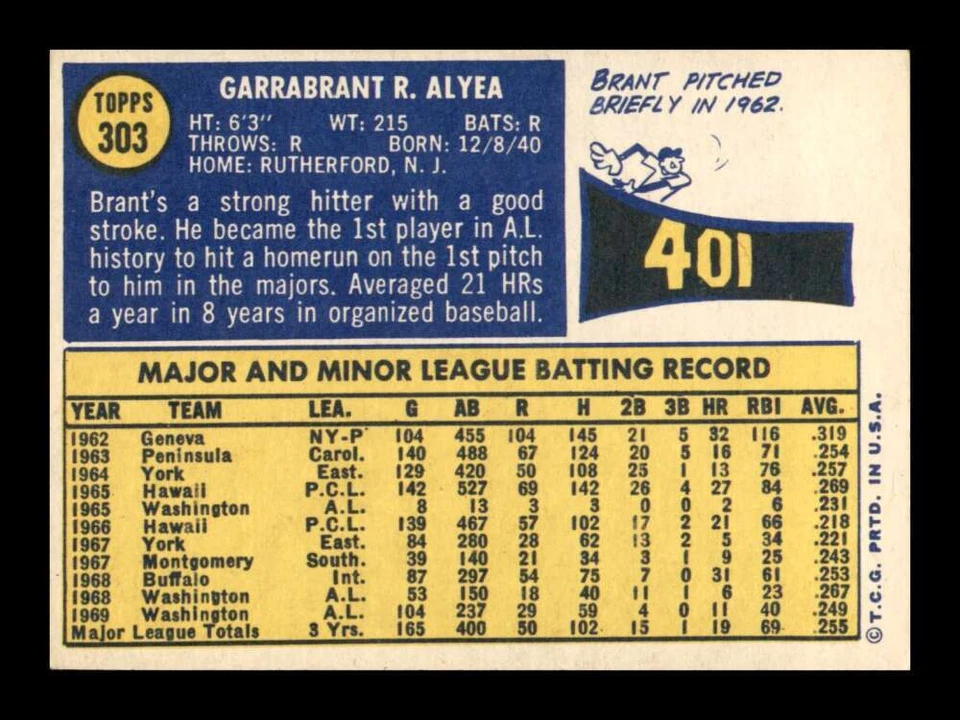 TOPPS
303
GARRABRANT R. ALYEA
HT: 6'3" WT: 215 BATS: R
THROWS: R BORN: 12/8/40
HOME: RUTHERFORD, N. J.
Brant's a strong hitter with a good
stroke. He became the 1st player in A.L.
history to hit a homerun on the 1st pitch
to him in the majors. Averaged 21 HRs
a year in 8 years in organized baseball.
BRANT PITCHED
BRIEFLY IN 1962.
401
MAJOR AND MINOR LEAGUE BATTING RECORD
YEAR TEAM LEA. G AB R H 2B 3B HR RBI AVG.
1962 Geneva NY-P 104 455 104 145 21 5 32 116 .319
1963 Peninsula Carol. 140 488 67 124 20 5 16 71 .254
1964 York East. 129 420 50 108 25 1 13 76 .257
1965 Hawaii P.C.L. 142 527 69 142 26 4 27 84 .269
1965 Washington A.L. 8 13 3 3 0 0 2 6 .231
1966 Hawaii P.C.L. 139 467 57 102 17 2 21 66 .218
1967 York East. 84 280 28 62 13 2 5 34 .221
1967 Montgomery South. 39 140 21 34 3 1 9 25 .243
1968 Buffalo Int. 87 297 54 75 7 0 31 61 .253
1968 Washington A.L. 53 150 18 40 11 1 6 23 .267
1969 Washington A.L. 104 237 29 59 4 0 11 40 .249
Major League Totals 3 Yrs. 165 400 50 102 15 1 19 69 .255
© T.C.G. PRTD. IN U.S.A.